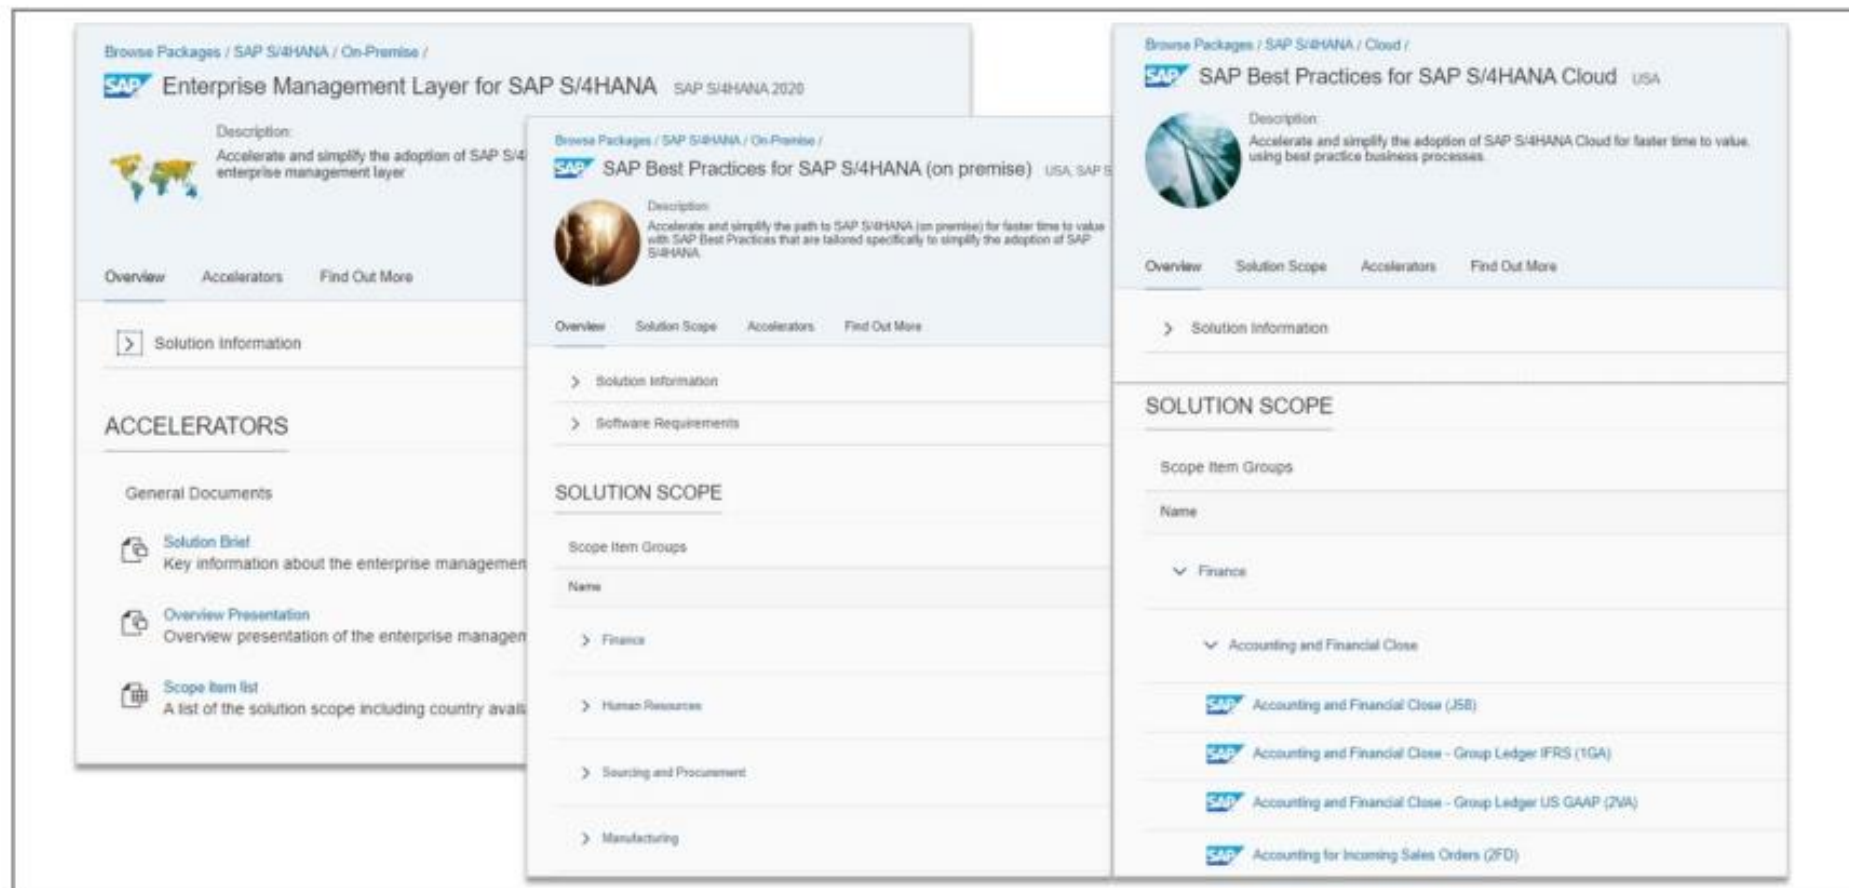 Browse Packages / SAP S/4HANA / On-Premise /
SAP Enterprise Management Layer for SAP S/4HANA SAP S/4HANA 2020
Description:
Accelerate and simplify the adoption of SAP S/4
enterprise management layer
Overview Accelerators Find Out More
Solution Information
ACCELERATORS
General Documents
Solution Brief
Key information about the enterprise managemen
Overview Presentation
Overview presentation of the enterprise managem
Scope item list
A list of the solution scope including country avail
Browse Packages / SAP S/4HANA / On-Premise /
SAP SAP Best Practices for SAP S/4HANA (on premise) USA, SAP S
Description:
Accelerate and simplify the path to SAP S/4HANA (on premise) for faster time to value
with SAP Best Practices that are tailored specifically to simplify the adoption of SAP
S/4HANA.
Overview Solution Scope Accelerators Find Out More
Solution Information
Software Requirements
SOLUTION SCOPE
Scope Item Groups
Name
Finance
Human Resources
Sourcing and Procurement
Manufacturing
Browse Packages / SAP S/4HANA / Cloud /
SAP SAP Best Practices for SAP S/4HANA Cloud USA
Description:
Accelerate and simplify the adoption of SAP S/4HANA Cloud for faster time to value,
using best practice business processes.
Overview Solution Scope Accelerators Find Out More
Solution Information
SOLUTION SCOPE
Scope Item Groups
Name
Finance
Accounting and Financial Close
SAP Accounting and Financial Close (J58)
SAP Accounting and Financial Close - Group Ledger IFRS (1GA)
SAP Accounting and Financial Close - Group Ledger US GAAP (2VA)
SAP Accounting for Incoming Sales Orders (2FD)